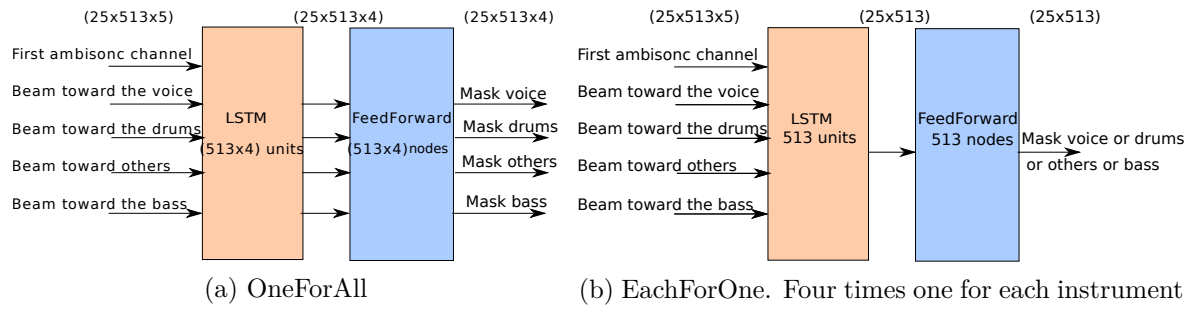 (25x513x5) (25x513x4) (25x513x4)
First ambisonc channel
Beam toward the voice
Beam toward the drums
Beam toward others
Beam toward the bass
LSTM
(513x4) units
FeedForward
(513x4)nodes
Mask voice
Mask drums
Mask others
Mask bass
(a) OneForAll
(25x513x5) (25x513) (25x513)
First ambisonc channel
Beam toward the voice
Beam toward the drums
Beam toward others
Beam toward the bass
LSTM
513 units
FeedForward
513 nodes
Mask voice or drums
or others or bass
(b) EachForOne. Four times one for each instrument